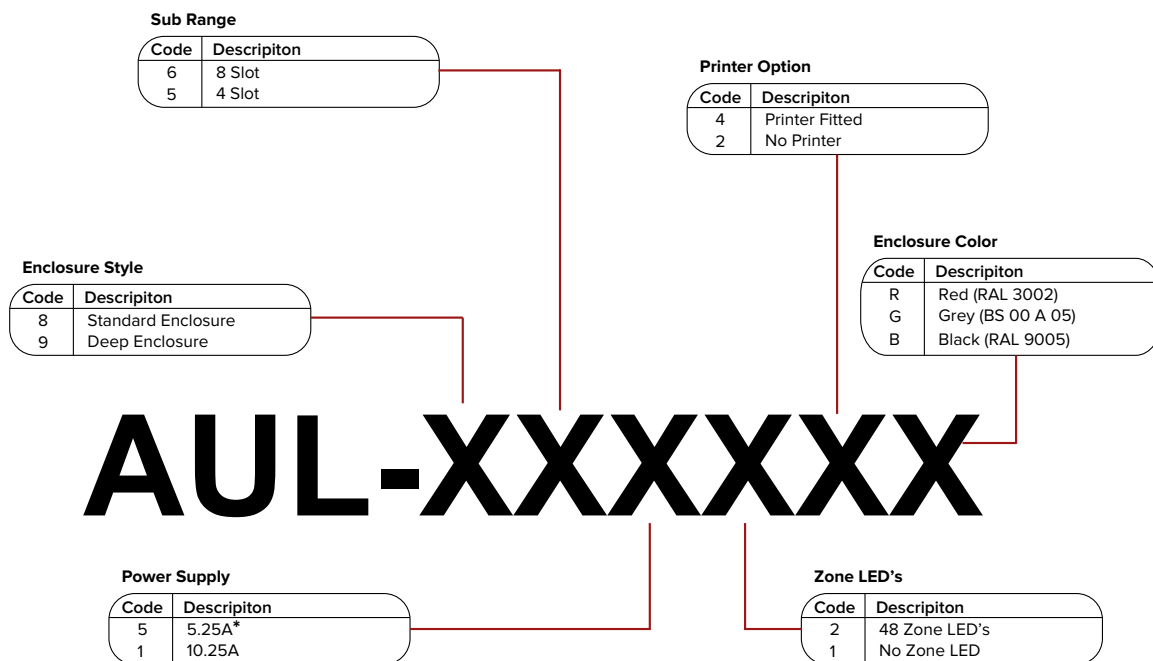 Sub Range
Code Descripiton
6 8 Slot
5 4 Slot
Printer Option
Code Descripiton
4 Printer Fitted
2 No Printer
Enclosure Style
Code Descripiton
8 Standard Enclosure
9 Deep Enclosure
Enclosure Color
Code Descripiton
R Red (RAL 3002)
G Grey (BS 00 A 05)
B Black (RAL 9005)
AUL-XXXXXX
Power Supply
Code Descripiton
5 5.25A*
1 10.25A
Zone LED's
Code Descripiton
2 48 Zone LED's
1 No Zone LED